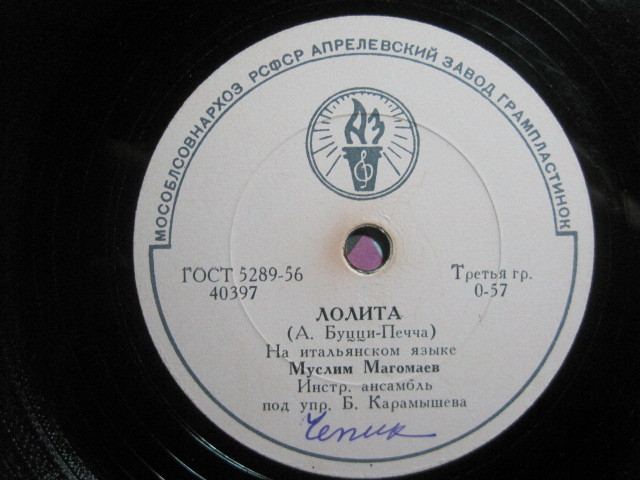 МОСОБЛСОВНАРХОЗ РСФСР АПРЕЛЕВСКИЙ ЗАВОД ГРАМПЛАСТИНОК
АЗ
ГОСТ 5289-56
40397
Третья гр.
0-57
ЛОЛИТА
(А. Буцци-Печча)
На итальянском языке
Муслим Магомаев
Инстр. ансамбль
под упр. Б. Карамышева